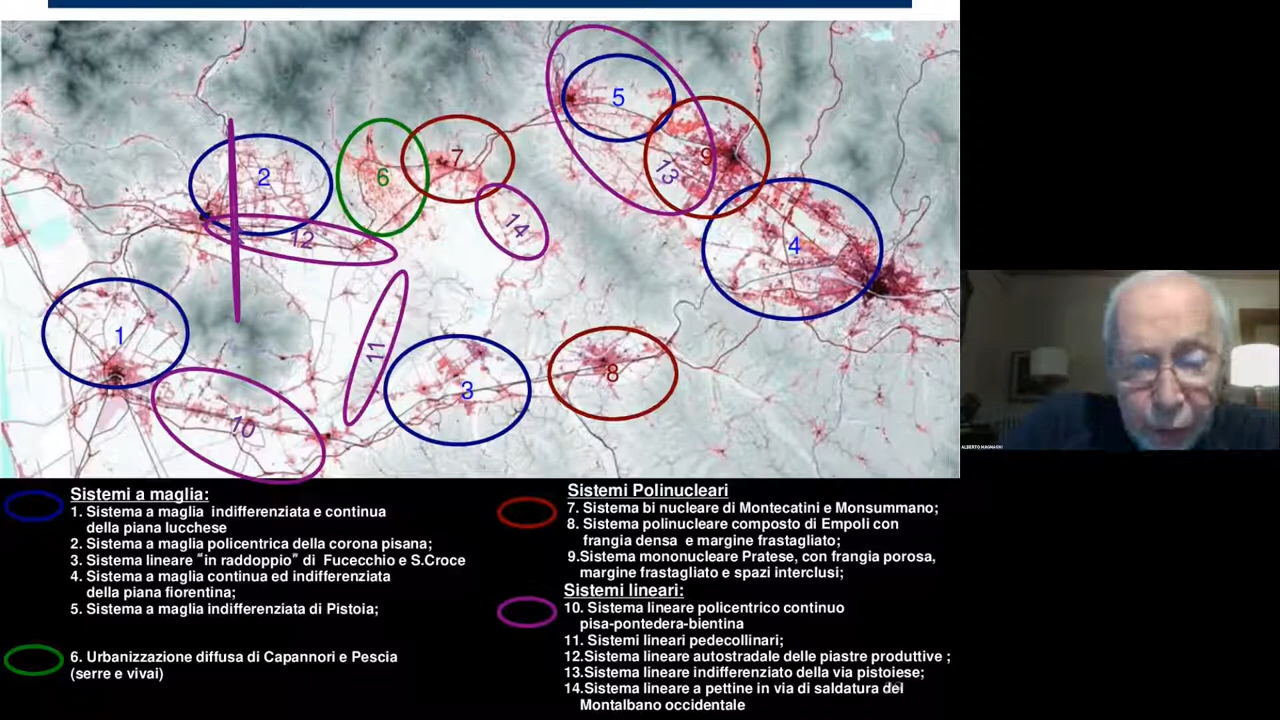 5
9
2
6
7
13
14
12
4
1
11
3
8
10
ALBERTO MAGNAGHI
Sistemi a maglia:
1. Sistema a maglia indifferenziata e continua
della piana lucchese
2. Sistema a maglia policentrica della corona pisana;
3. Sistema lineare “in raddoppio” di Fucecchio e S.Croce
4. Sistema a maglia continua ed indifferenziata
della piana fiorentina;
5. Sistema a maglia indifferenziata di Pistoia;
6. Urbanizzazione diffusa di Capannori e Pescia
(serre e vivai)
Sistemi Polinucleari
7. Sistema bi nucleare di Montecatini e Monsummano;
8. Sistema polinucleare composto di Empoli con
frangia densa e margine frastagliato;
9.Sistema mononucleare Pratese, con frangia porosa,
margine frastagliato e spazi interclusi;
Sistemi lineari:
10. Sistema lineare policentrico continuo
pisa-pontedera-bientina
11. Sistemi lineari pedecollinari;
12.Sistema lineare autostradale delle piastre produttive ;
13.Sistema lineare indifferenziato della via pistoiese;
14.Sistema lineare a pettine in via di saldatura del
Montalbano occidentale